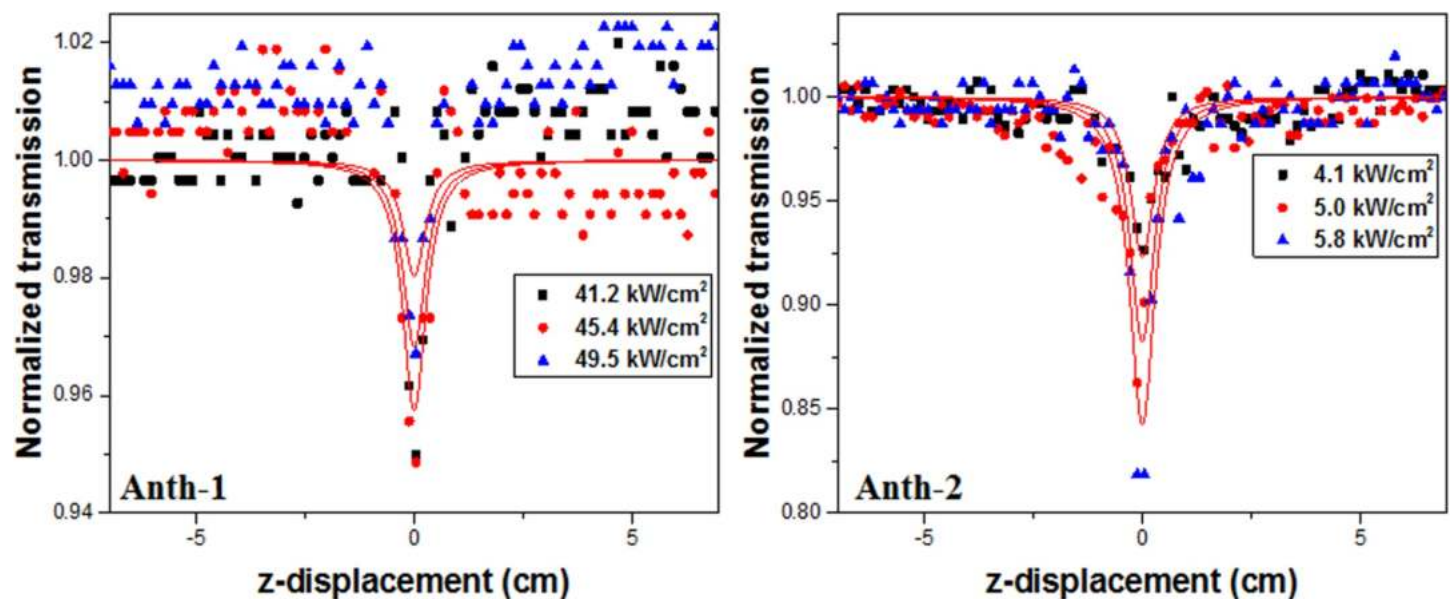 Normalized transmission
1.02
1.00
0.98
0.96
0.94
41.2 kW/cm²
45.4 kW/cm²
49.5 kW/cm²
Anth-1
-5
0
5
z-displacement (cm)
Normalized transmission
1.00
0.95
0.90
0.85
0.80
4.1 kW/cm²
5.0 kW/cm²
5.8 kW/cm²
Anth-2
-5
0
5
z-displacement (cm)